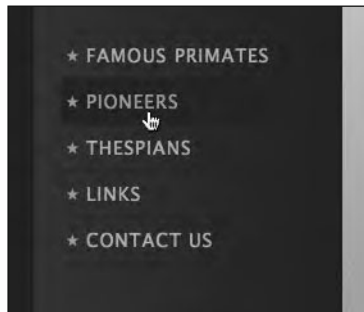 ★ FAMOUS PRIMATES
★ PIONEERS
★ THESPIANS
★ LINKS
★ CONTACT US